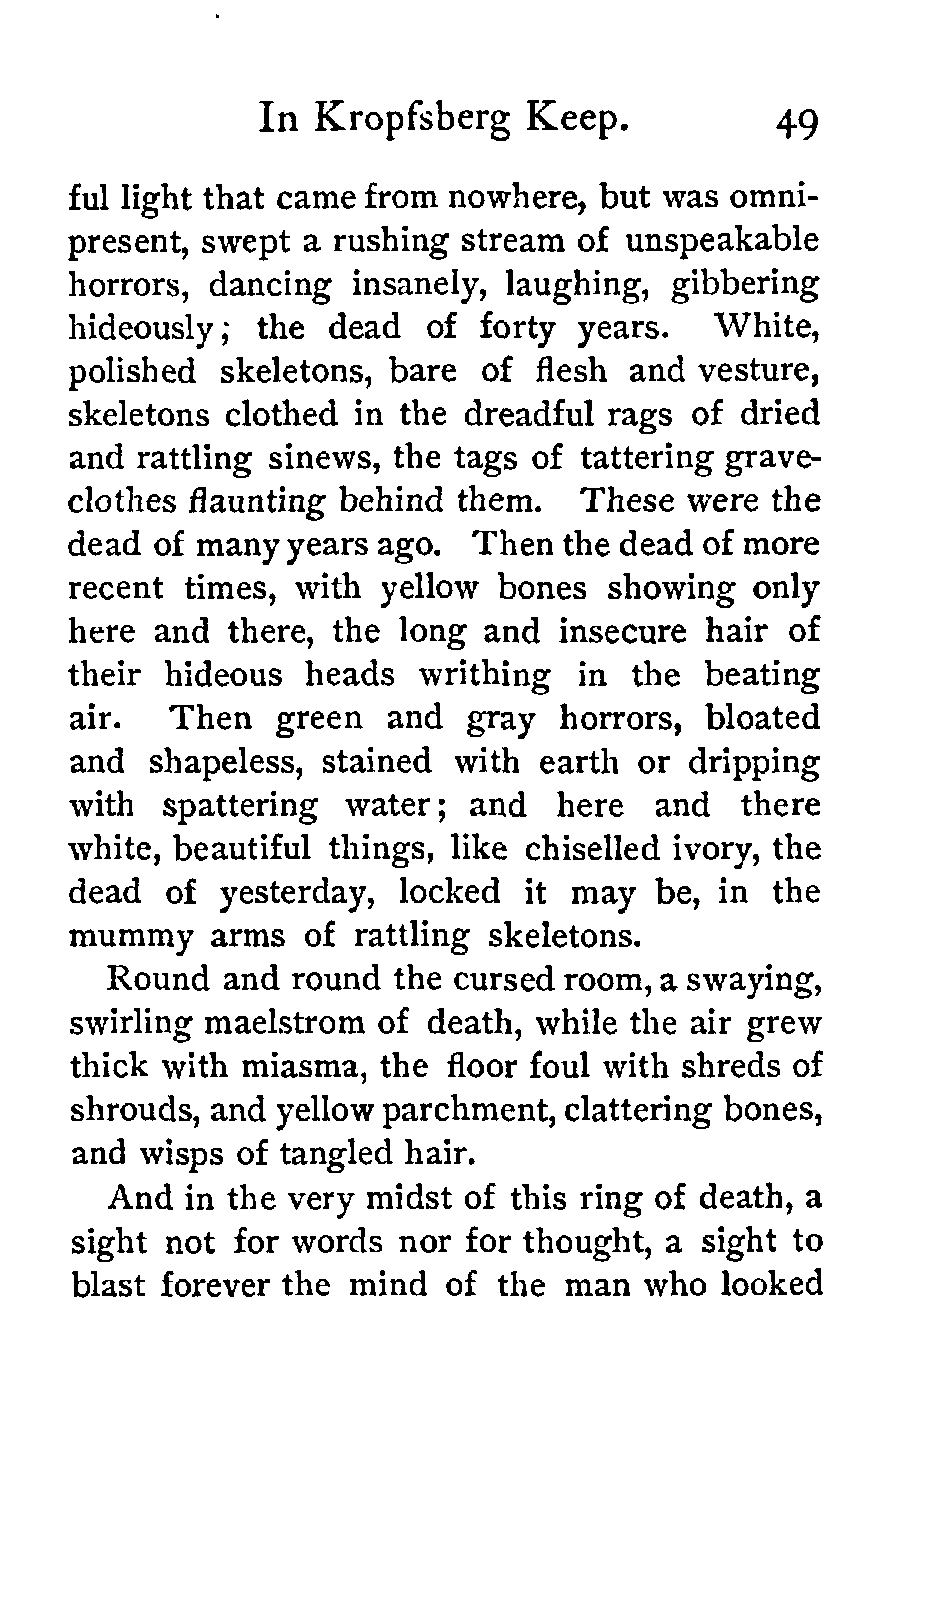 In Kropfsberg Keep. 49
ful light that came from nowhere, but was omni-
present, swept a rushing stream of unspeakable
horrors, dancing insanely, laughing, gibbering
hideously; the dead of forty years. White,
polished skeletons, bare of flesh and vesture,
skeletons clothed in the dreadful rags of dried
and rattling sinews, the tags of tattering grave-
clothes flaunting behind them. These were the
dead of many years ago. Then the dead of more
recent times, with yellow bones showing only
here and there, the long and insecure hair of
their hideous heads writhing in the beating
air. Then green and gray horrors, bloated
and shapeless, stained with earth or dripping
with spattering water; and here and there
white, beautiful things, like chiselled ivory, the
dead of yesterday, locked it may be, in the
mummy arms of rattling skeletons.
Round and round the cursed room, a swaying,
swirling maelstrom of death, while the air grew
thick with miasma, the floor foul with shreds of
shrouds, and yellow parchment, clattering bones,
and wisps of tangled hair.
And in the very midst of this ring of death, a
sight not for words nor for thought, a sight to
blast forever the mind of the man who looked